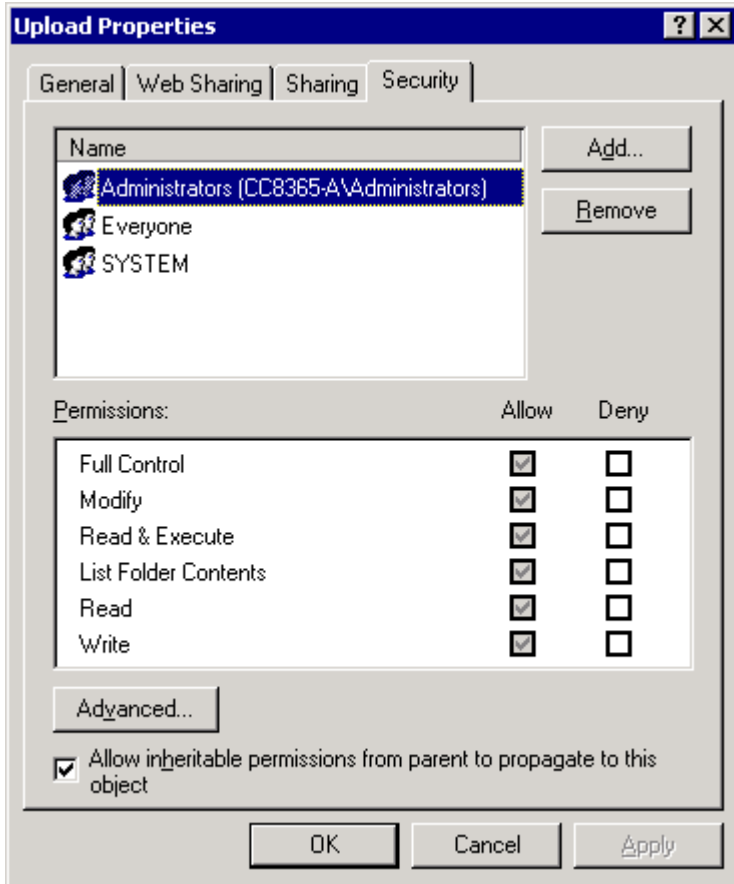 Upload Properties
General
Web Sharing
Sharing
Security
Name
Add...
Administrators (CC8365-A\Administrators)
Remove
Everyone
SYSTEM
Permissions: Allow Deny
Full Control
Modify
Read & Execute
List Folder Contents
Read
Write
Advanced...
Allow inheritable permissions from parent to propagate to this
object
OK
Cancel
Apply